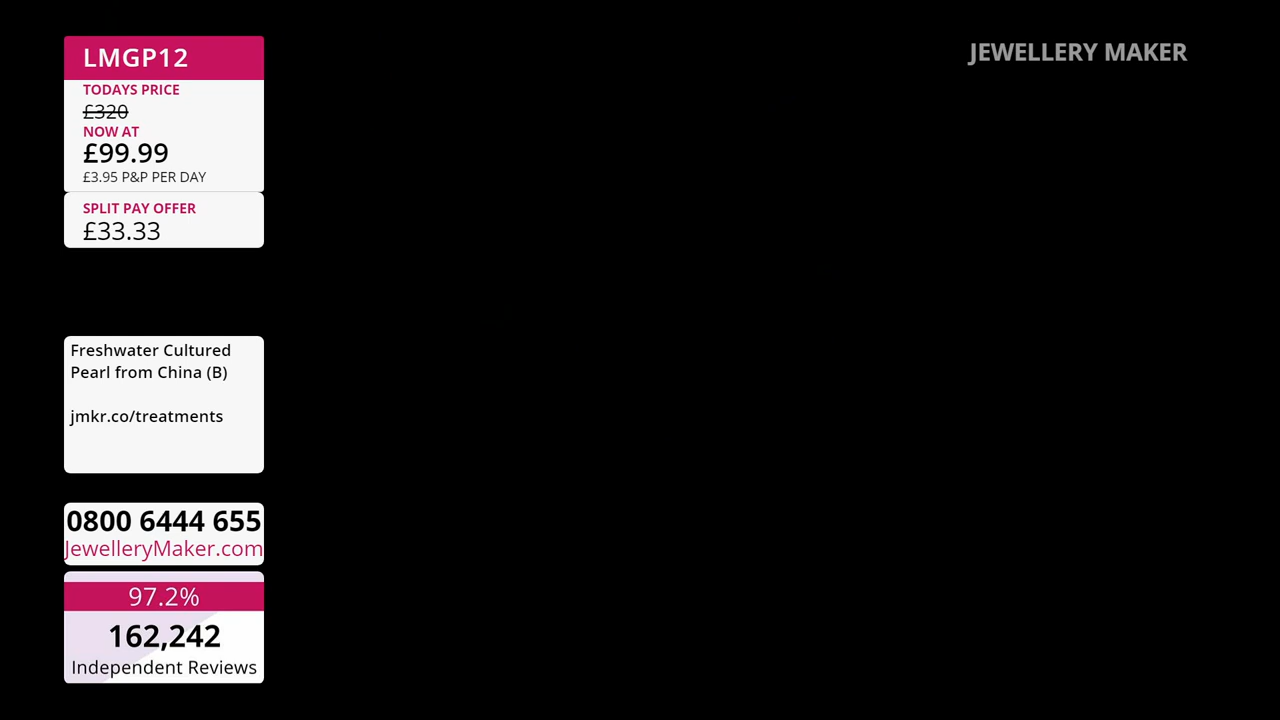 LMGP12
JEWELLERY MAKER
TODAYS PRICE
£320
NOW AT
£99.99
£3.95 P&P PER DAY
SPLIT PAY OFFER
£33.33
Freshwater Cultured
Pearl from China (B)
jmkr.co/treatments
0800 6444 655
JewelleryMaker.com
97.2%
162,242
Independent Reviews